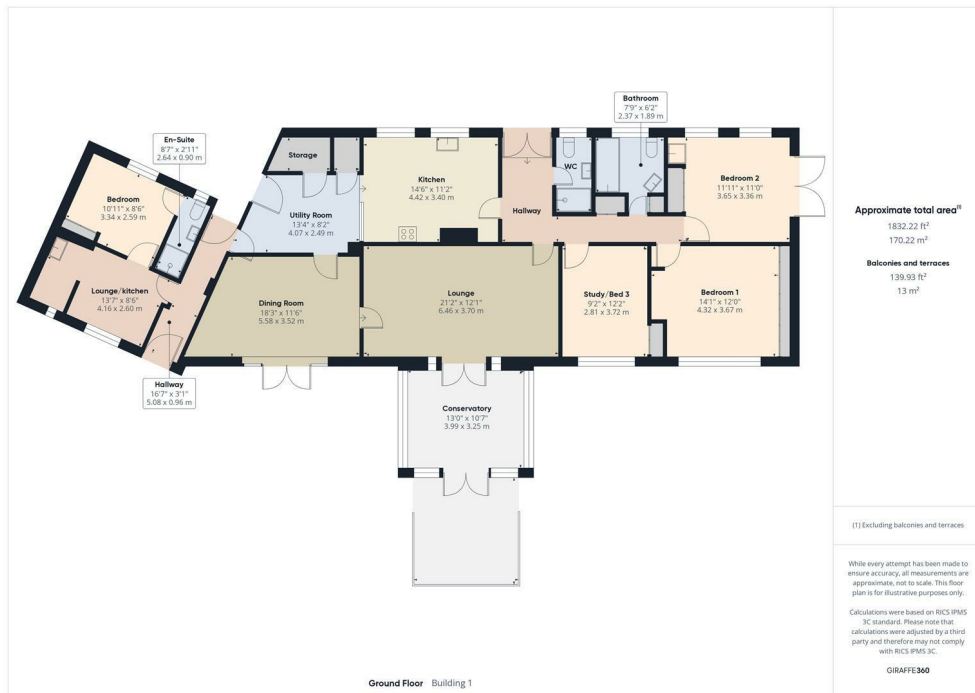 Bathroom
7'9" x 6'2"
2.37 x 1.89 m
En-Suite
8'7" x 2'11"
2.64 x 0.90 m
Storage
Kitchen
14'6" x 11'2"
4.42 x 3.40 m
WC
Bedroom 2
11'11" x 11'0"
3.65 x 3.36 m
Bedroom
10'11" x 8'6"
3.34 x 2.59 m
Utility Room
13'4" x 8'2"
4.07 x 2.49 m
Hallway
Lounge/kitchen
13'7" x 8'6"
4.16 x 2.60 m
Dining Room
18'3" x 11'6"
5.58 x 3.52 m
Lounge
21'2" x 12'1"
6.46 x 3.70 m
Study/Bed 3
9'2" x 12'2"
2.81 x 3.72 m
Bedroom 1
14'1" x 12'0"
4.32 x 3.67 m
Hallway
16'7" x 3'1"
5.08 x 0.96 m
Conservatory
13'0" x 10'7"
3.99 x 3.25 m
Ground Floor Building 1
Approximate total area(1)
1832.22 ft²
170.22 m²
Balconies and terraces
139.93 ft²
13 m²
(1) Excluding balconies and terraces
While every attempt has been made to
ensure accuracy, all measurements are
approximate, not to scale. This floor
plan is for illustrative purposes only.
Calculations were based on RICS IPMS
3C standard. Please note that
calculations were adjusted by a third
party and therefore may not comply
with RICS IPMS 3C.
GIRAFFE360